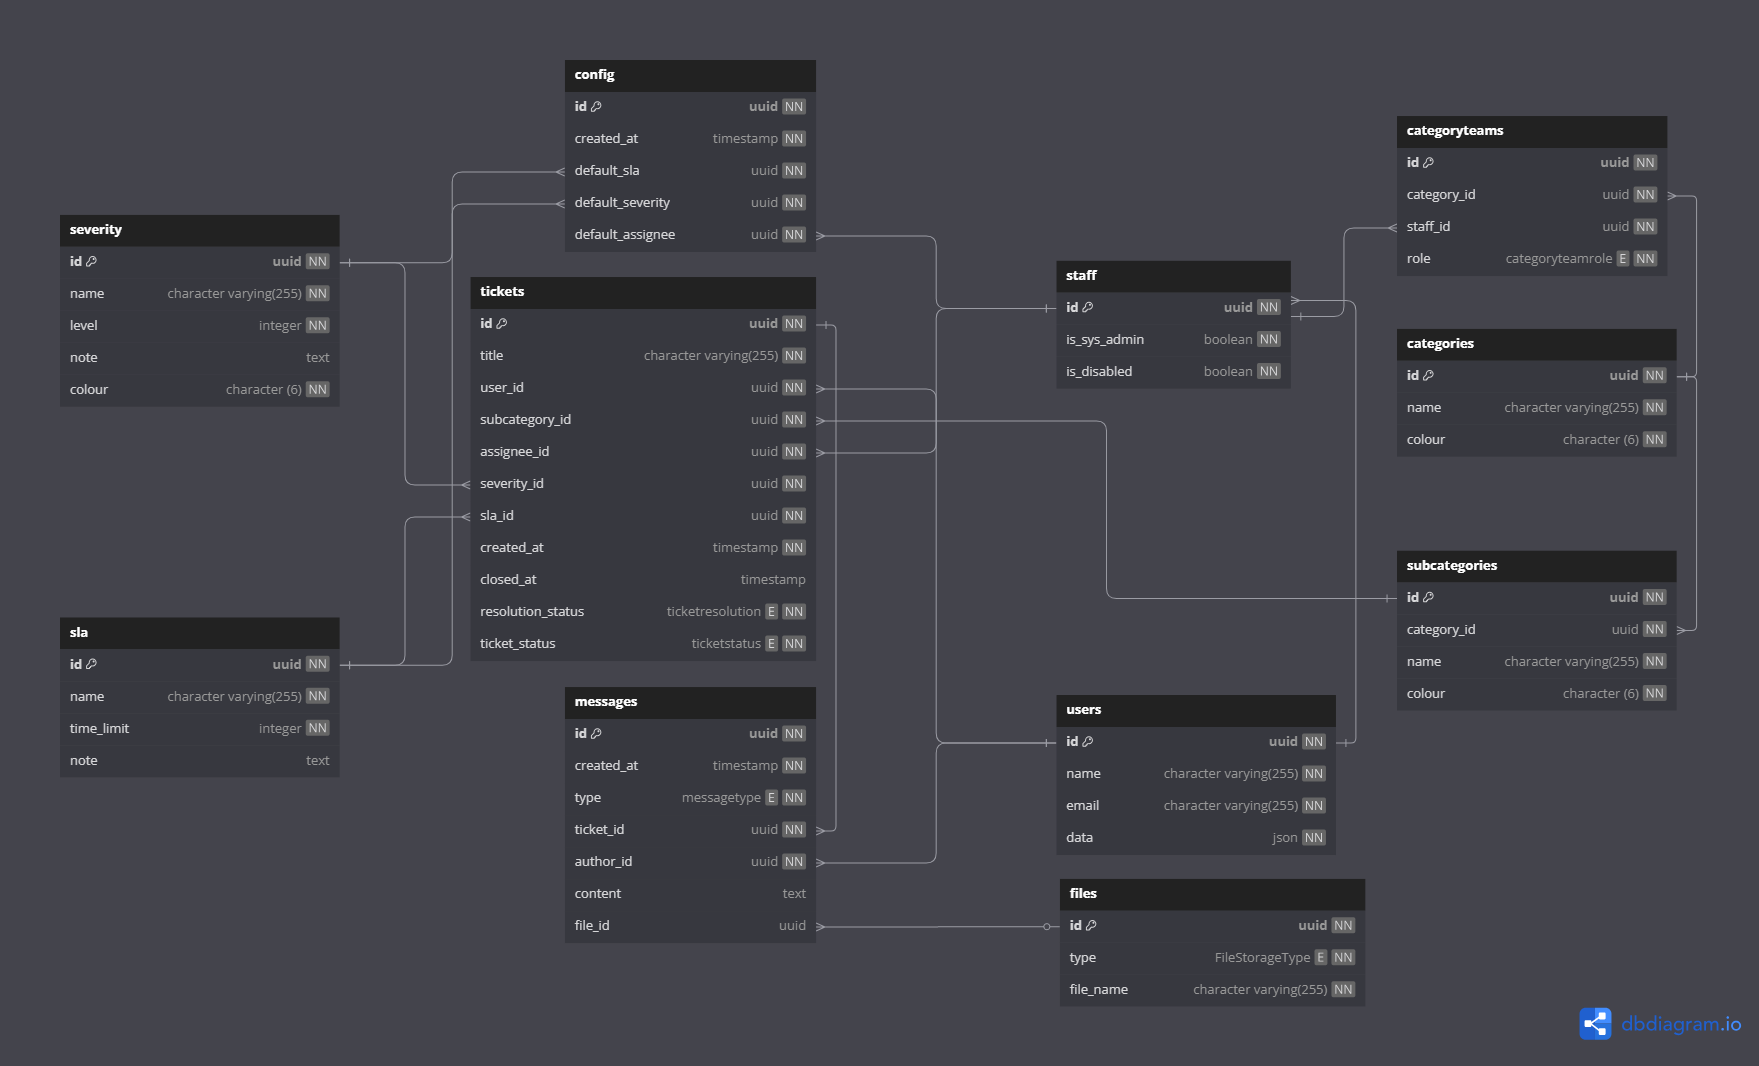 config
id uuid NN
created_at timestamp NN
default_sla uuid NN
default_severity uuid NN
default_assignee uuid NN
severity
id uuid NN
name character varying(255) NN
level integer NN
note text
colour character (6) NN
tickets
id uuid NN
title character varying(255) NN
user_id uuid NN
subcategory_id uuid NN
assignee_id uuid NN
severity_id uuid NN
sla_id uuid NN
created_at timestamp NN
closed_at timestamp
resolution_status ticketresolution E NN
ticket_status ticketstatus E NN
sla
id uuid NN
name character varying(255) NN
time_limit integer NN
note text
messages
id uuid NN
created_at timestamp NN
type messagetype E NN
ticket_id uuid NN
author_id uuid NN
content text
file_id uuid
staff
id uuid NN
is_sys_admin boolean NN
is_disabled boolean NN
users
id uuid NN
name character varying(255) NN
email character varying(255) NN
data json NN
files
id uuid NN
type FileStorageType E NN
file_name character varying(255) NN
categoryteams
id uuid NN
category_id uuid NN
staff_id uuid NN
role categoryteamrole E NN
categories
id uuid NN
name character varying(255) NN
colour character (6) NN
subcategories
id uuid NN
category_id uuid NN
name character varying(255) NN
colour character (6) NN
dbdiagram.io